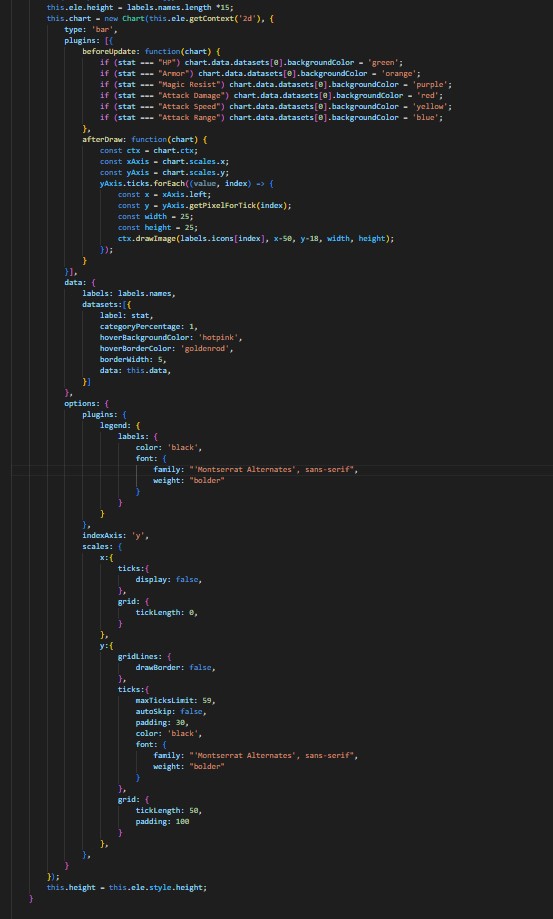 this.ele.height = labels.names.length *15;
this.chart = new Chart(this.ele.getContext('2d'), {
type: 'bar',
plugins: [{
beforeUpdate: function(chart) {
if (stat === "HP") chart.data.datasets[0].backgroundColor = 'green';
if (stat === "Armor") chart.data.datasets[0].backgroundColor = 'orange';
if (stat === "Magic Resist") chart.data.datasets[0].backgroundColor = 'purple';
if (stat === "Attack Damage") chart.data.datasets[0].backgroundColor = 'red';
if (stat === "Attack Speed") chart.data.datasets[0].backgroundColor = 'yellow';
if (stat === "Attack Range") chart.data.datasets[0].backgroundColor = 'blue';
},
afterDraw: function(chart) {
const ctx = chart.ctx;
const xAxis = chart.scales.x;
const yAxis = chart.scales.y;
yAxis.ticks.forEach((value, index) => {
const x = xAxis.left;
const y = yAxis.getPixelForTick(index);
const width = 25;
const height = 25;
ctx.drawImage(labels.icons[index], x-50, y-18, width, height);
});
}
}],
data: {
labels: labels.names,
datasets:[{
label: stat,
categoryPercentage: 1,
hoverBackgroundColor: 'hotpink',
hoverBorderColor: 'goldenrod',
borderWidth: 5,
data: this.data,
}]
},
options: {
plugins: {
legend: {
labels: {
color: 'black',
font: {
family: "'Montserrat Alternates', sans-serif",
weight: "bolder"
}
}
}
},
indexAxis: 'y',
scales: {
x:{
ticks:{
display: false,
},
grid: {
tickLength: 0,
}
},
y:{
gridLines: {
drawBorder: false,
},
ticks:{
maxTicksLimit: 59,
autoSkip: false,
padding: 30,
color: 'black',
font: {
family: "'Montserrat Alternates', sans-serif",
weight: "bolder"
}
},
grid: {
tickLength: 50,
padding: 100
}
},
},
}
});
this.height = this.ele.style.height;
}